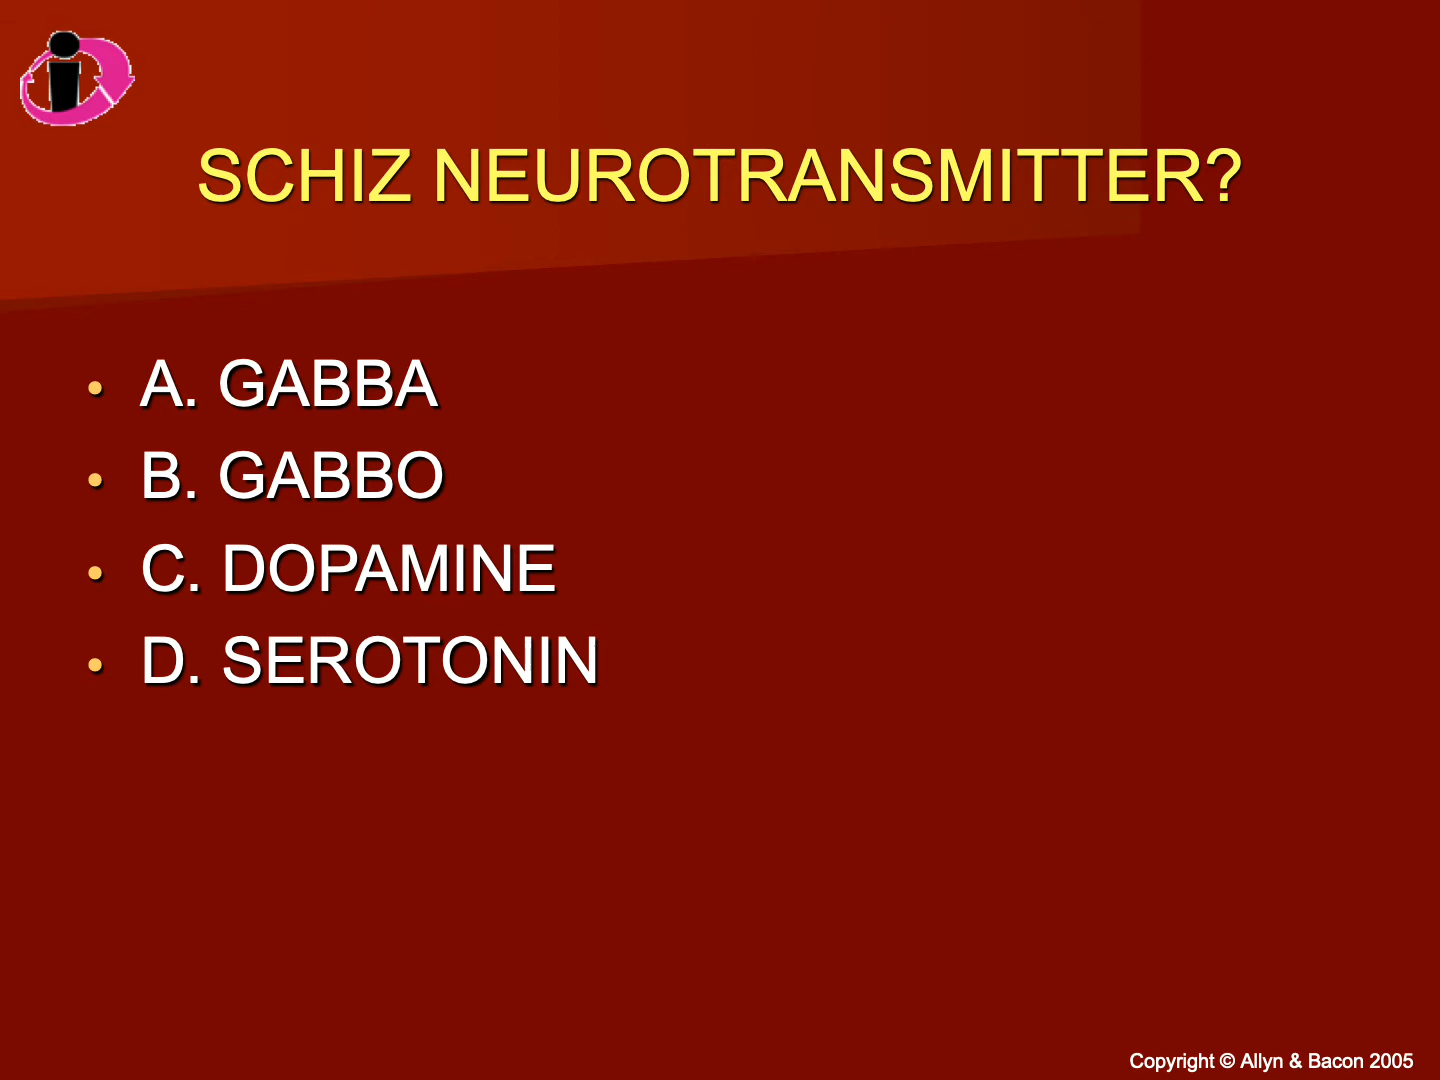 SCHIZ NEUROTRANSMITTER?
• A. GABBA
• B. GABBO
• C. DOPAMINE
• D. SEROTONIN
Copyright © Allyn & Bacon 2005